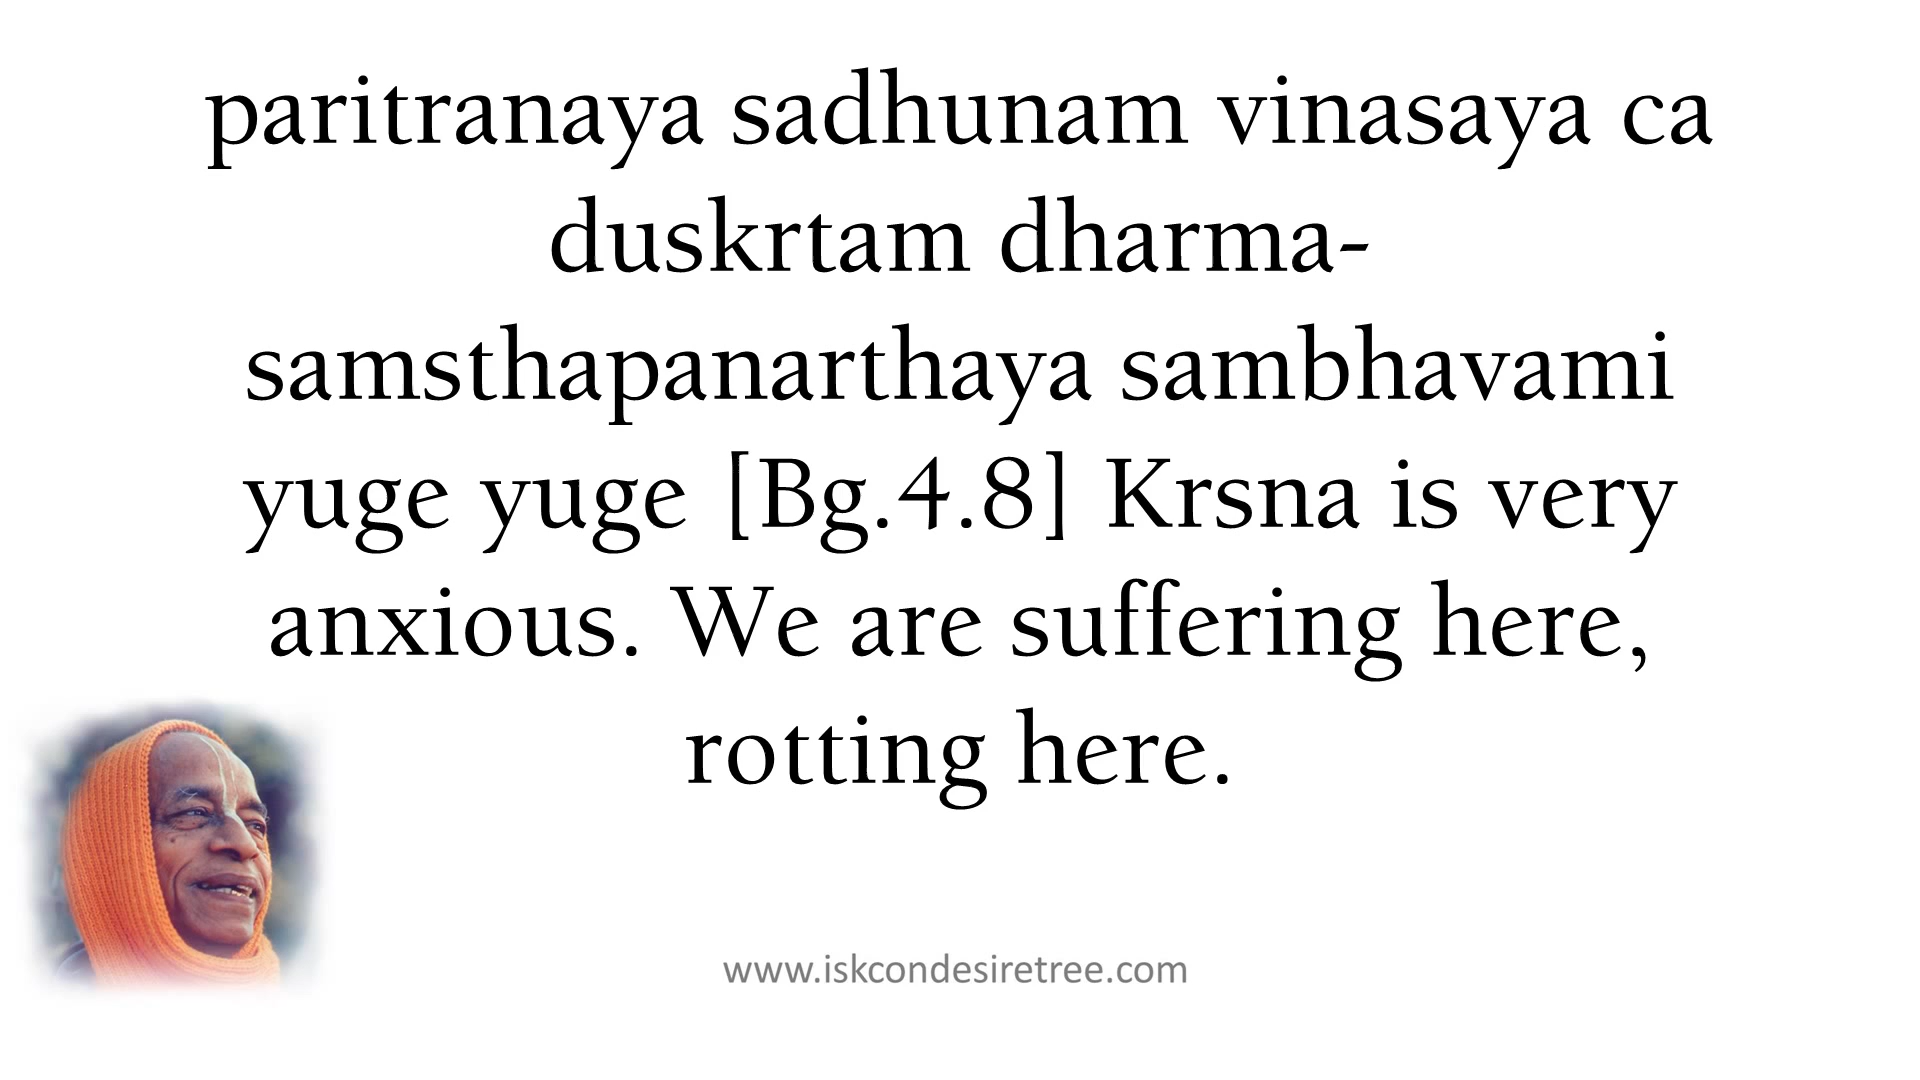 paritranaya sadhunam vinasaya ca
duskrtam dharma-
samsthapanarthaya sambhavami
yuge yuge [Bg.4.8] Krsna is very
anxious. We are suffering here,
rotting here.
www.iskcondesiretree.com